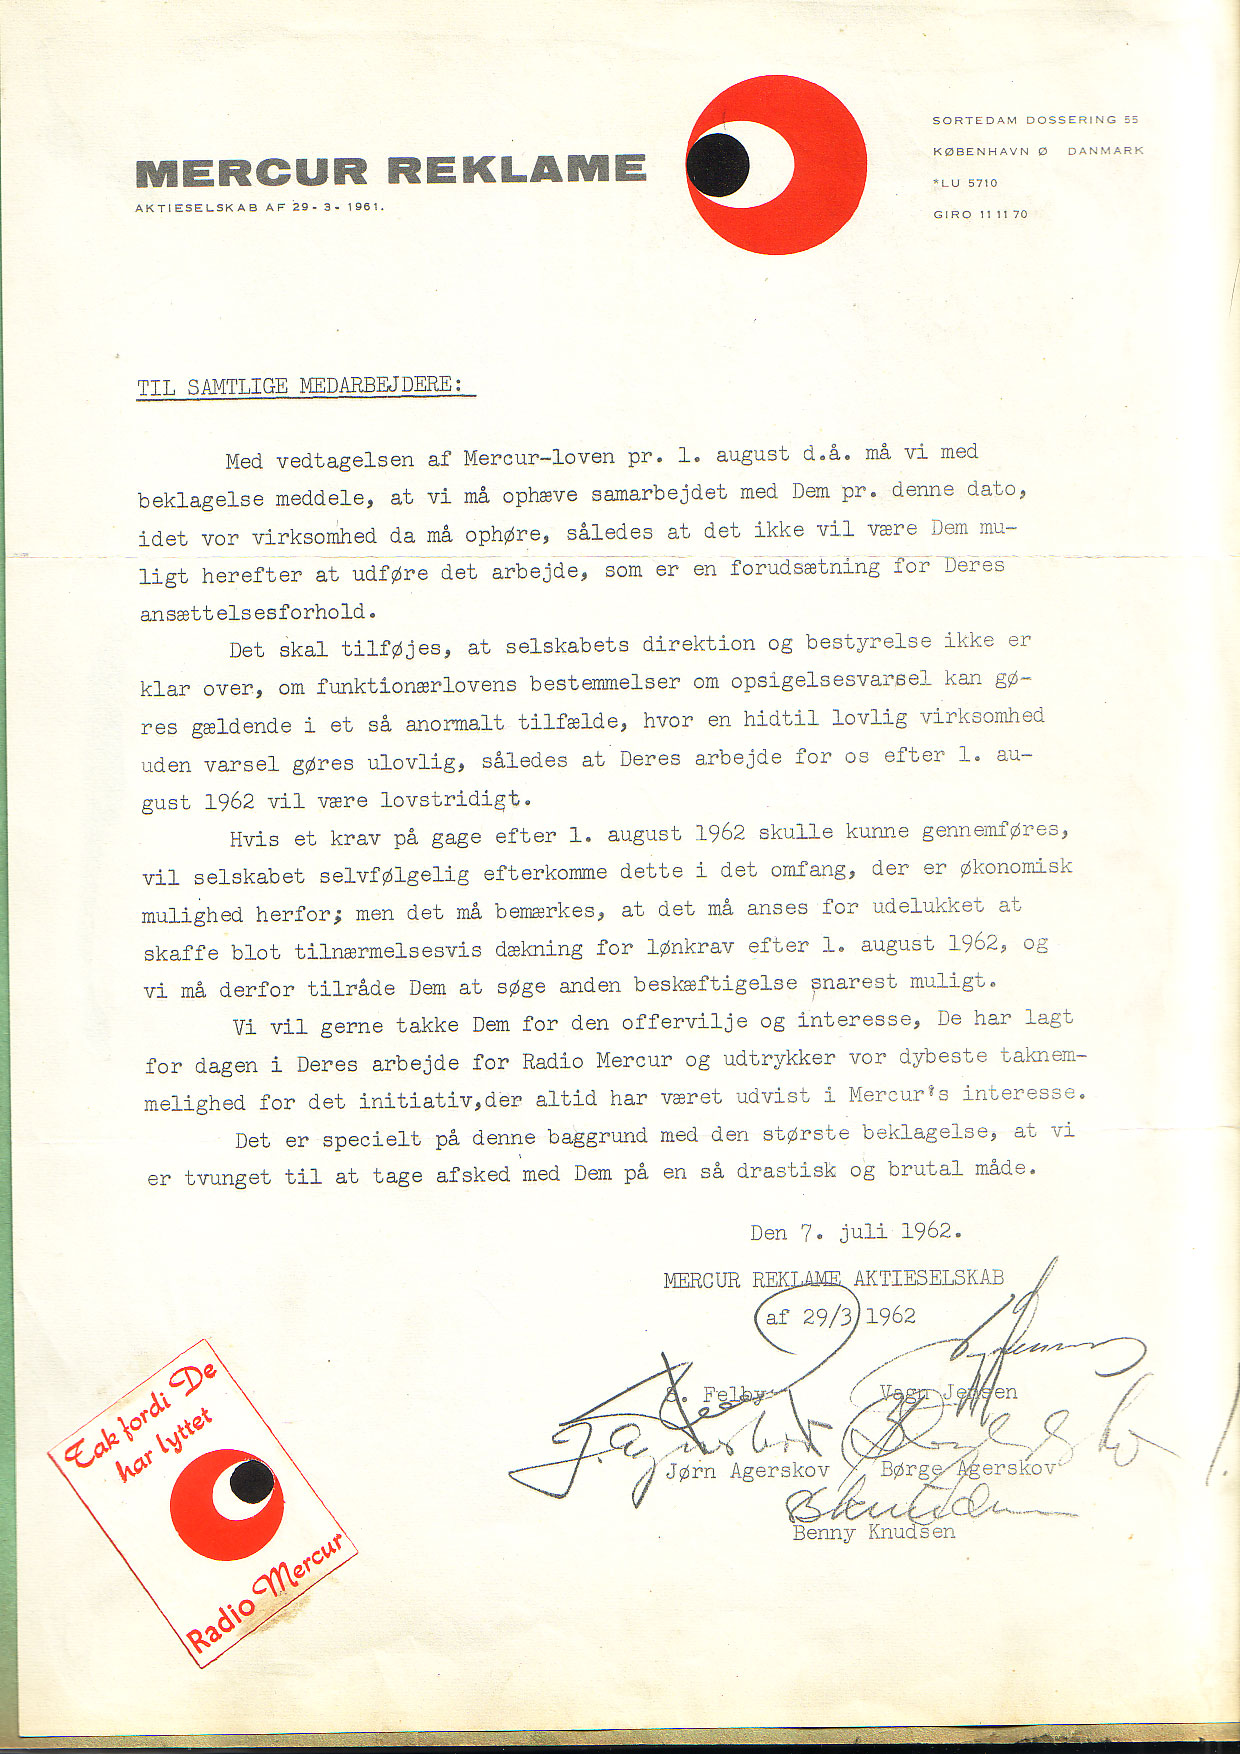 MERCUR REKLAME
AKTIESELSKAB AF 29-3-1961.
SORTEDAM DOSSERING 55
KØBENHAVN Ø DANMARK
*LU 5710
GIRO 11 11 70
TIL SAMTLIGE MEDARBEJDERE:
Med vedtagelsen af Mercur-loven pr. 1. august d.å. må vi med
beklagelse meddele, at vi må ophæve samarbejdet med Dem pr. denne dato,
idet vor virksomhed da må ophøre, således at det ikke vil være Dem mu-
ligt herefter at udføre det arbejde, som er en forudsætning for Deres
ansættelsesforhold.
Det skal tilføjes, at selskabets direktion og bestyrelse ikke er
klar over, om funktionærlovens bestemmelser om opsigelsesvarsel kan gø-
res gældende i et så anormalt tilfælde, hvor en hidtil lovlig virksomhed
uden varsel gøres ulovlig, således at Deres arbejde for os efter 1. au-
gust 1962 vil være lovstridigt.
Hvis et krav på gage efter 1. august 1962 skulle kunne gennemføres,
vil selskabet selvfølgelig efterkomme dette i det omfang, der er økonomisk
mulighed herfor; men det må bemærkes, at det må anses for udelukket at
skaffe blot tilnærmelsesvis dækning for lønkrav efter 1. august 1962, og
vi må derfor tilråde Dem at søge anden beskæftigelse snarest muligt.
Vi vil gerne takke Dem for den offervilje og interesse, De har lagt
for dagen i Deres arbejde for Radio Mercur og udtrykker vor dybeste taknem-
melighed for det initiativ,der altid har været udvist i Mercur's interesse.
Det er specielt på denne baggrund med den største beklagelse, at vi
er tvunget til at tage afsked med Dem på en så drastisk og brutal måde.
Den 7. juli 1962.
MERCUR REKLAME AKTIESELSKAB
af 29/3 1962
S. Felby Vagn Jensen
Jørn Agerskov Børge Agerskov
Benny Knudsen
Tak fordi De
har lyttet
Radio Mercur